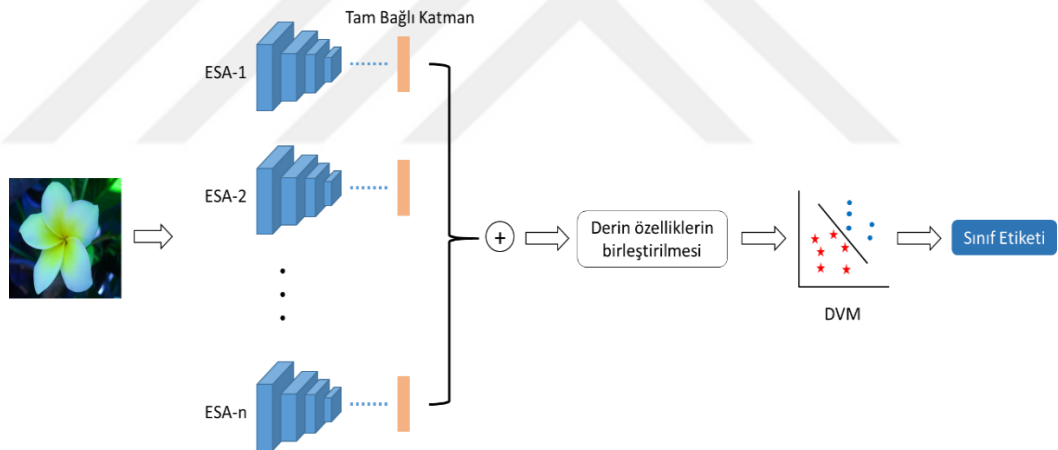 Tam Bağlı Katman
ESA-1
ESA-2
ESA-n
+
Derin özelliklerin
birleştirilmesi
DVM
Sınıf Etiketi